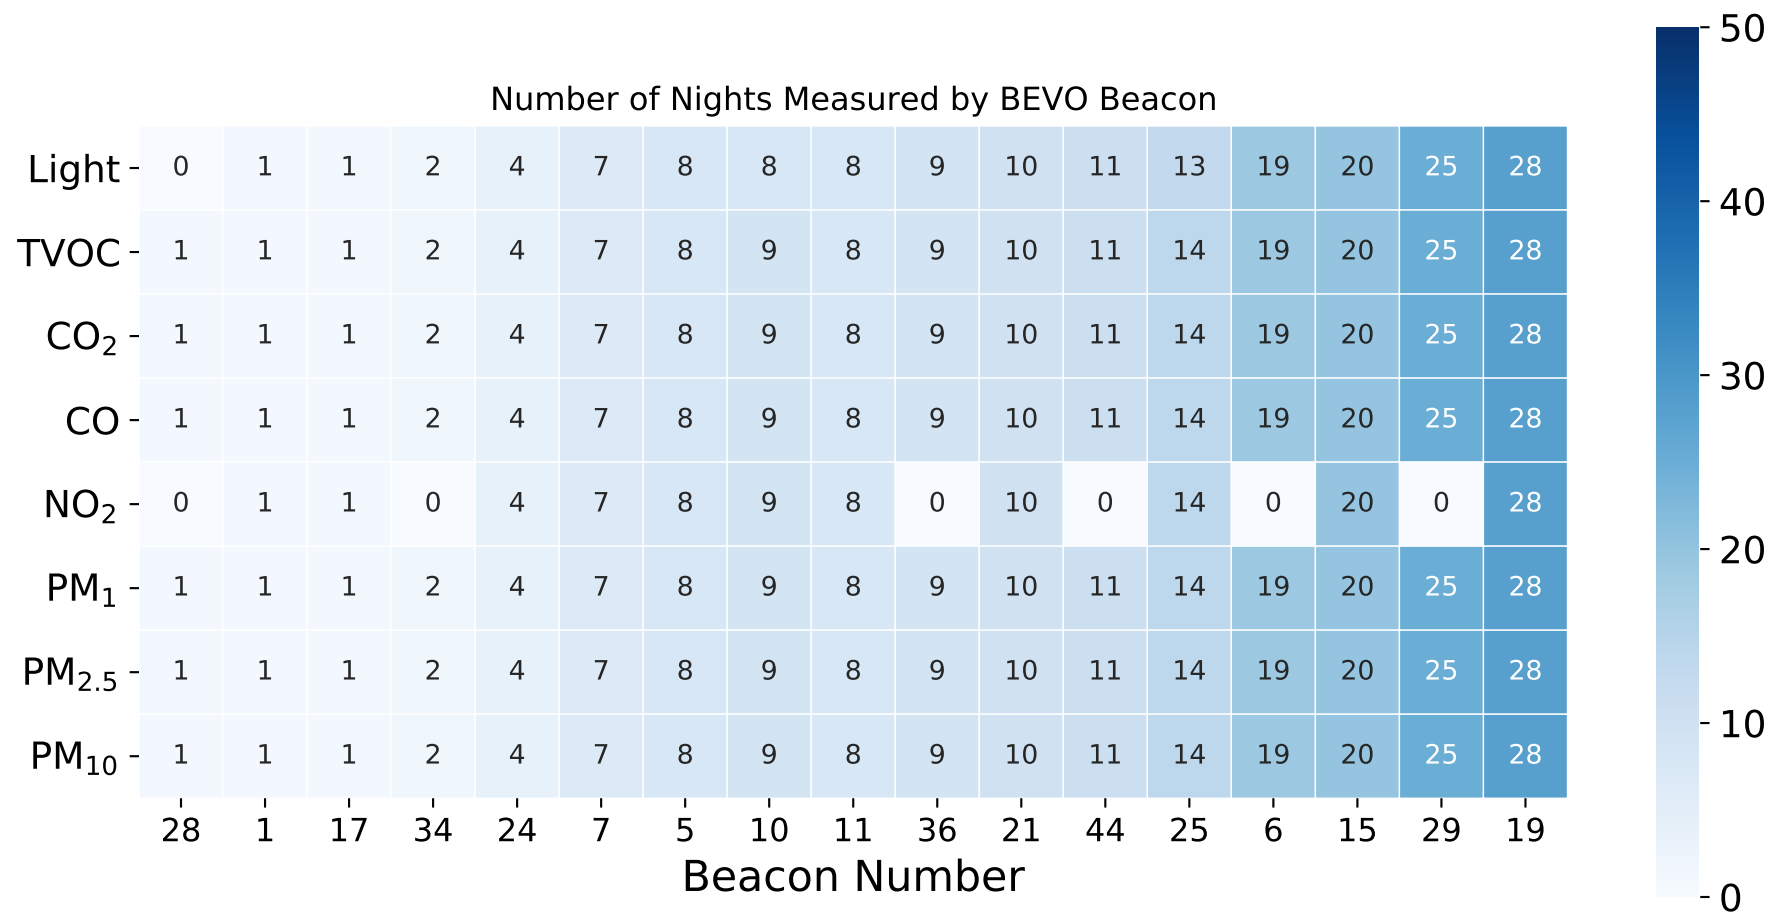 Number of Nights Measured by BEVO Beacon
Light 0 1 1 2 4 7 8 8 8 9 10 11 13 19 20 25 28
TVOC 1 1 1 2 4 7 8 9 8 9 10 11 14 19 20 25 28
CO₂ 1 1 1 2 4 7 8 9 8 9 10 11 14 19 20 25 28
CO 1 1 1 2 4 7 8 9 8 9 10 11 14 19 20 25 28
NO₂ 0 1 1 0 4 7 8 9 8 0 10 0 14 0 20 0 28
PM₁ 1 1 1 2 4 7 8 9 8 9 10 11 14 19 20 25 28
PM₂.₅ 1 1 1 2 4 7 8 9 8 9 10 11 14 19 20 25 28
PM₁₀ 1 1 1 2 4 7 8 9 8 9 10 11 14 19 20 25 28
28 1 17 34 24 7 5 10 11 36 21 44 25 6 15 29 19
Beacon Number
50
40
30
20
10
0